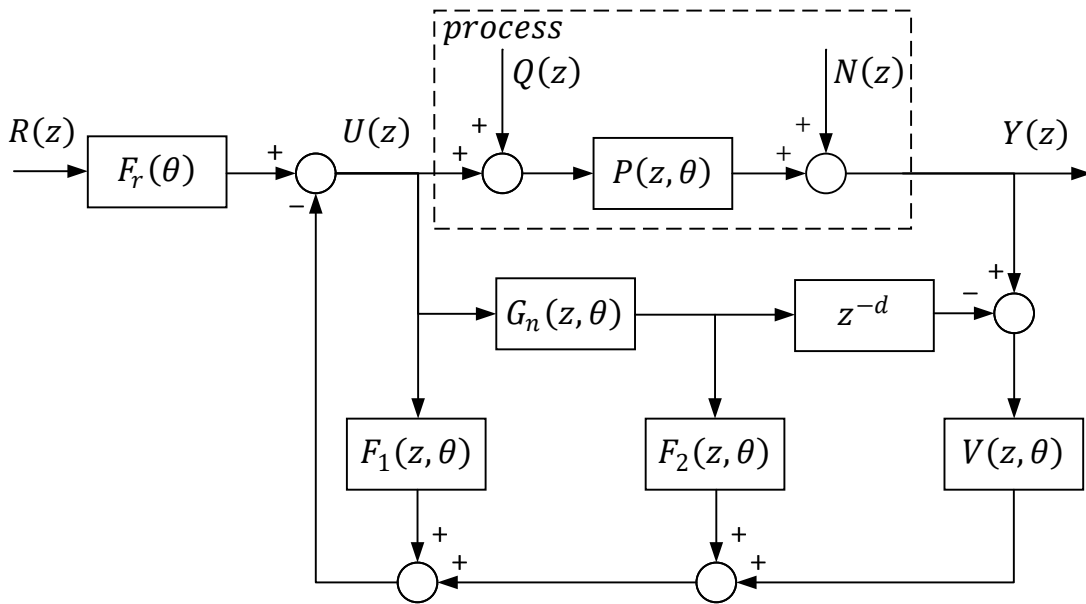 process
Q(z)
N(z)
R(z)
U(z)
Y(z)
F_r(θ)
+
−
+
+
P(z, θ)
+
+
G_n(z, θ)
z^{−d}
−
+
F_1(z, θ)
F_2(z, θ)
V(z, θ)
+
+
+
+